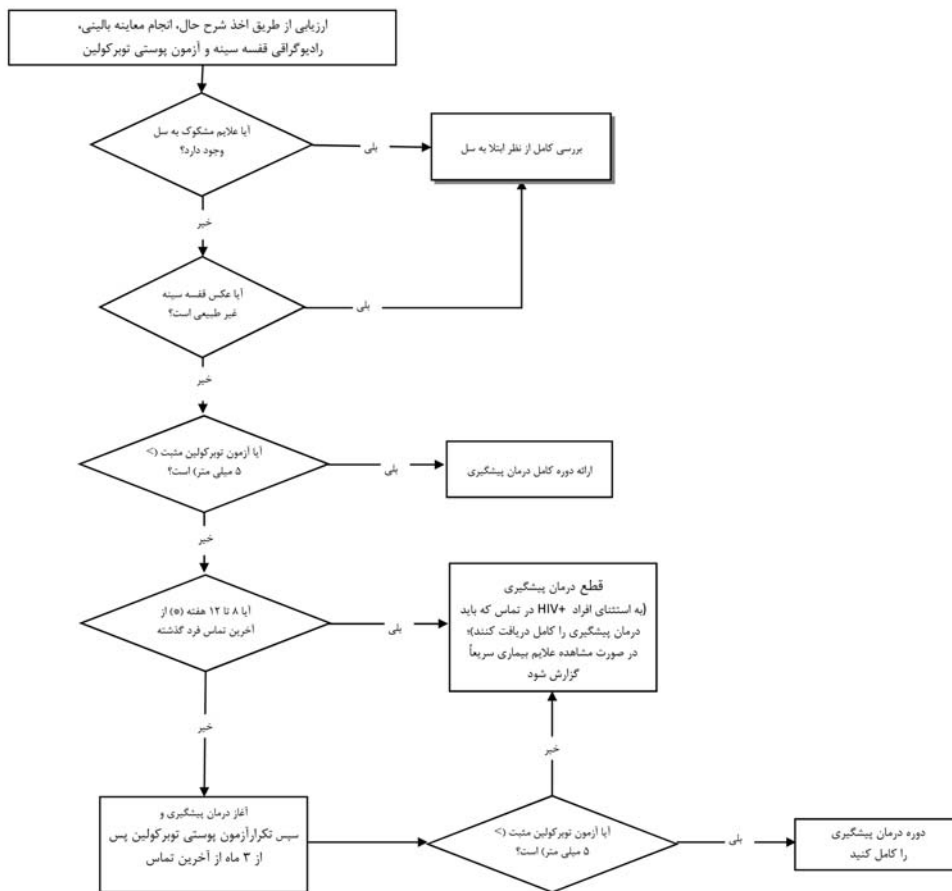 ارزیابی از طریق اخذ شرح حال، انجام معاینه بالینی،
رادیوگرافی قفسه سینه و آزمون پوستی توبرکولین
آیا علایم مشکوک به سل
وجود دارد؟
بلی
بررسی کامل از نظر ابتلا به سل
خیر
آیا عکس قفسه سینه
غیر طبیعی است؟
بلی
خیر
آیا آزمون توبرکولین مثبت (>
۵ میلی متر) است؟
بلی
ارائه دوره کامل درمان پیشگیری
خیر
آیا ۸ تا ۱۲ هفته (*) از
آخرین تماس فرد گذشته
بلی
قطع درمان پیشگیری
(به استثنای افراد HIV+ در تماس که باید
درمان پیشگیری را کامل دریافت کنند)؛
در صورت مشاهده علایم بیماری سریعاً
گزارش شود
خیر
خیر
آغاز درمان پیشگیری و
سپس تکرارآزمون پوستی توبرکولین پس
از ۳ ماه از آخرین تماس
آیا آزمون توبرکولین مثبت (>
۵ میلی متر) است؟
بلی
دوره درمان پیشگیری
را کامل کنید